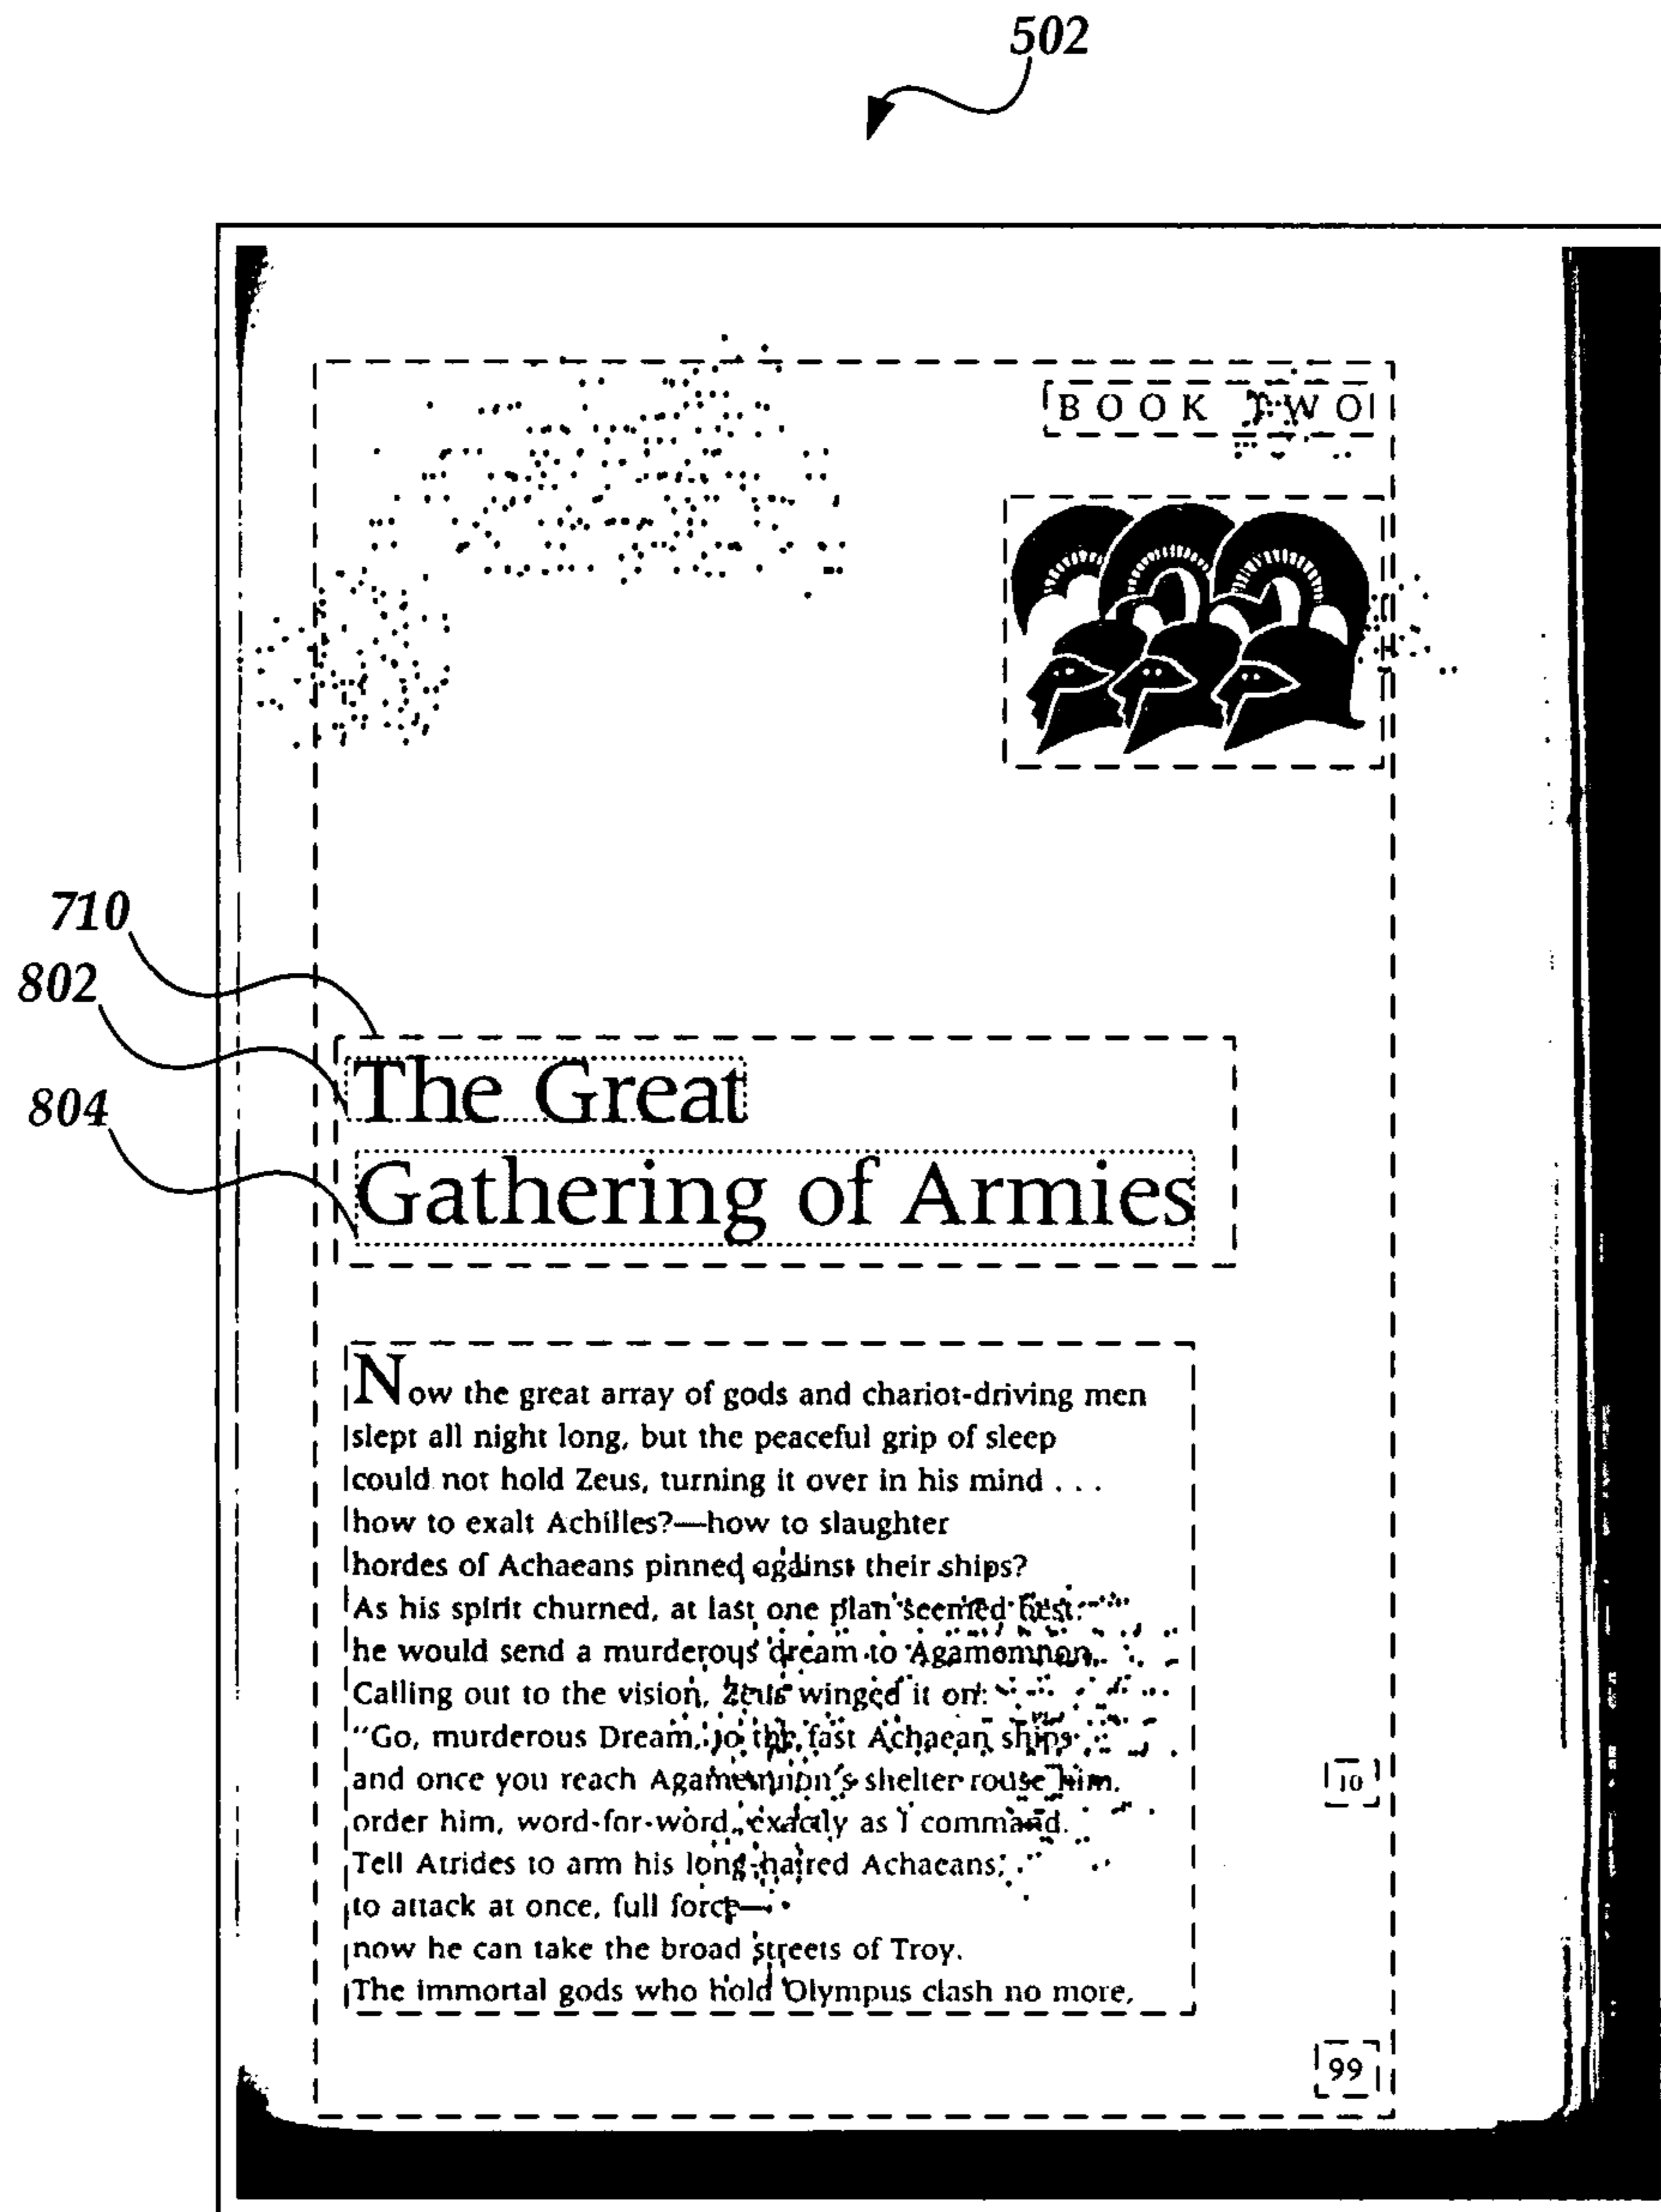 502
BOOK TWO
710
802
804
The Great
Gathering of Armies
Now the great array of gods and chariot-driving men
slept all night long, but the peaceful grip of sleep
could not hold Zeus, turning it over in his mind . . .
how to exalt Achilles?—how to slaughter
hordes of Achaeans pinned against their ships?
As his spirit churned, at last one plan seemed best:
he would send a murderous dream to Agamemnon.
Calling out to the vision, Zeus winged it on:
"Go, murderous Dream, to the fast Achaean ships
and once you reach Agamemnon's shelter rouse him,
10
order him, word-for-word, exactly as I command.
Tell Atrides to arm his long-haired Achaeans,
to attack at once, full force—
now he can take the broad streets of Troy.
The immortal gods who hold Olympus clash no more,
99